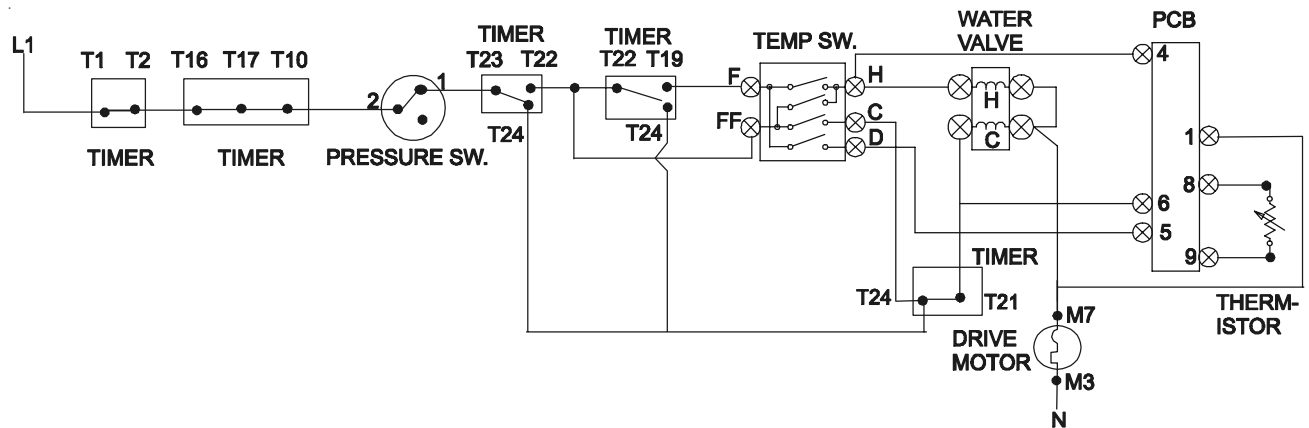 L1
T1 T2
TIMER
T16 T17 T10
TIMER
2
1
PRESSURE SW.
TIMER
T23 T22
T24
TIMER
T22 T19
T24
TEMP SW.
F
FF
H
C
D
WATER
VALVE
H
C
PCB
4
1
8
6
5
9
THERM-
ISTOR
TIMER
T24
T21
DRIVE
MOTOR
M7
M3
N